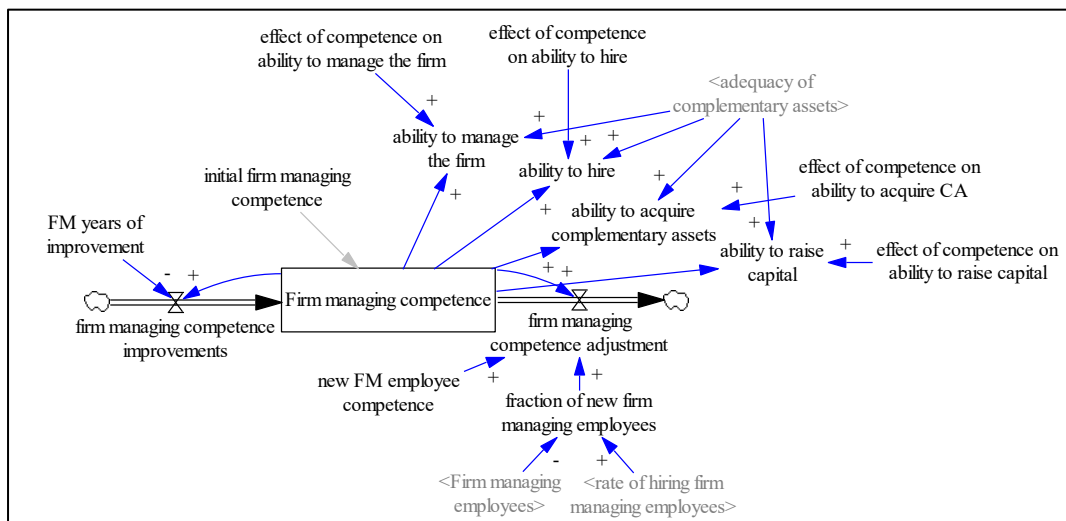 effect of competence on
ability to manage the firm
effect of competence
on ability to hire
<adequacy of
complementary assets>
+
+
+
+
ability to manage
the firm
+
ability to hire
initial firm managing
competence
+
+
+
effect of competence on
ability to acquire CA
FM years of
improvement
+
ability to acquire
complementary assets
+
ability to raise
capital
+
effect of competence on
ability to raise capital
-
+
+
+
+
Firm managing competence
firm managing competence
improvements
firm managing
competence adjustment
new FM employee
competence
+
+
fraction of new firm
managing employees
-
+
<Firm managing
employees>
<rate of hiring firm
managing employees>